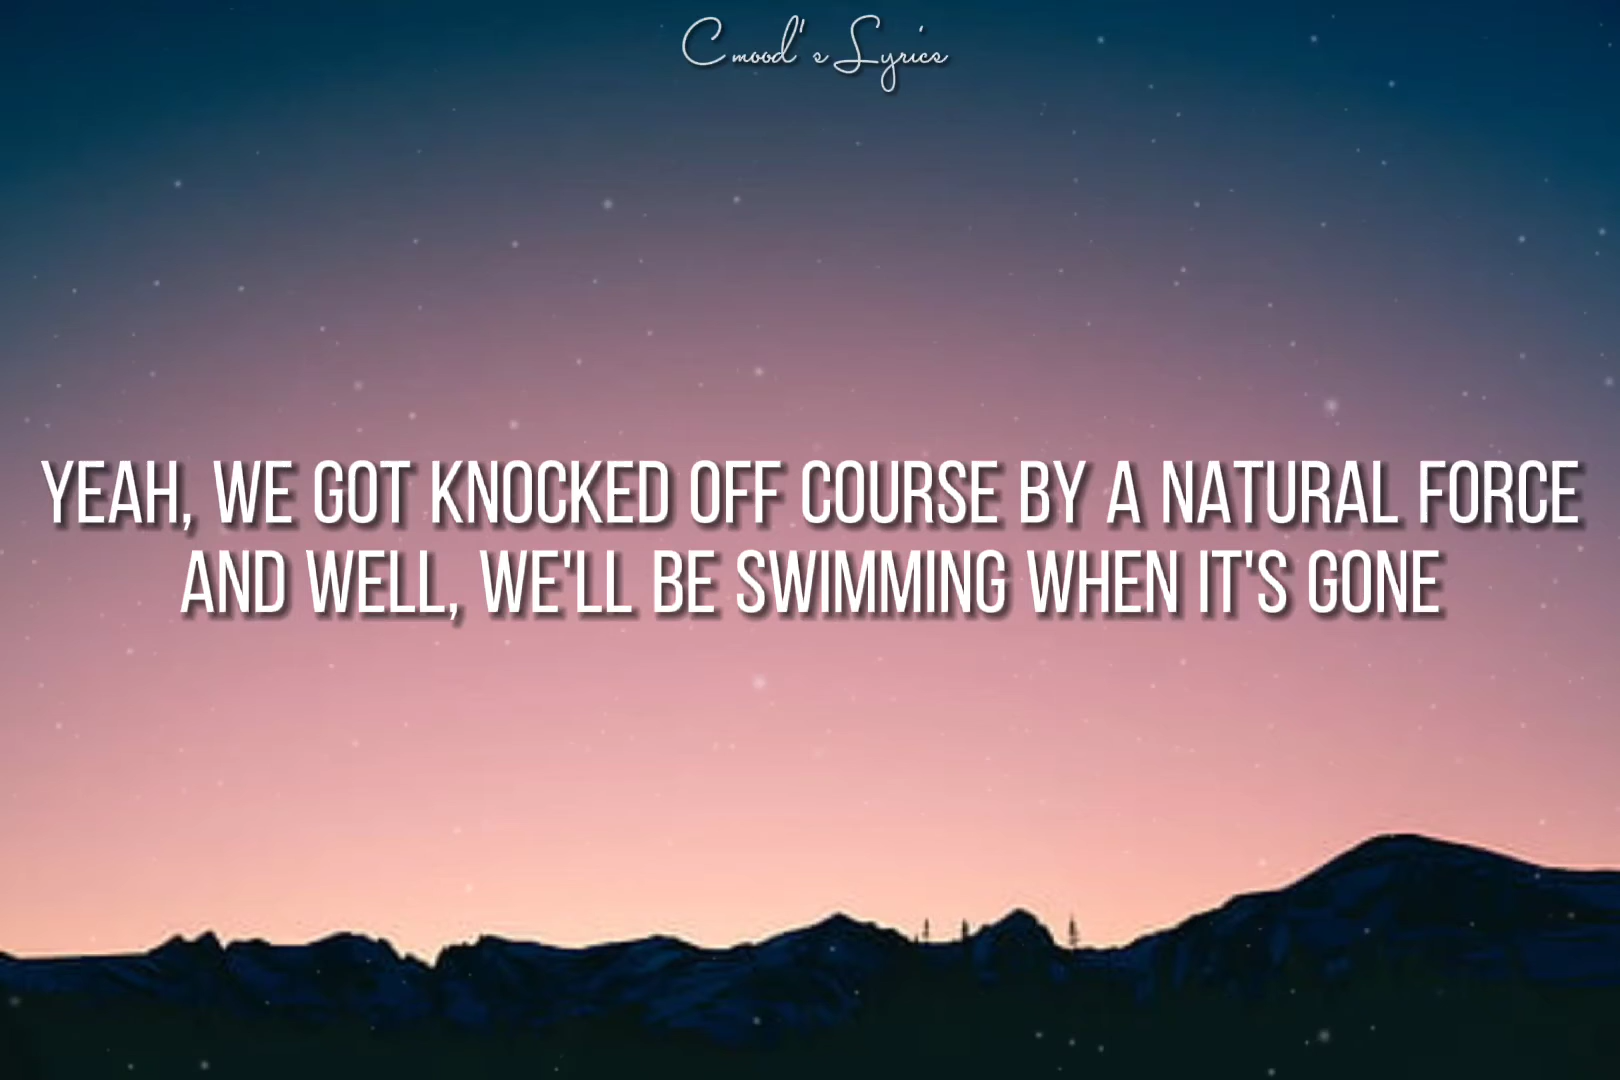 Cmood's Lyrics
YEAH, WE GOT KNOCKED OFF COURSE BY A NATURAL FORCE
AND WELL, WE'LL BE SWIMMING WHEN IT'S GONE